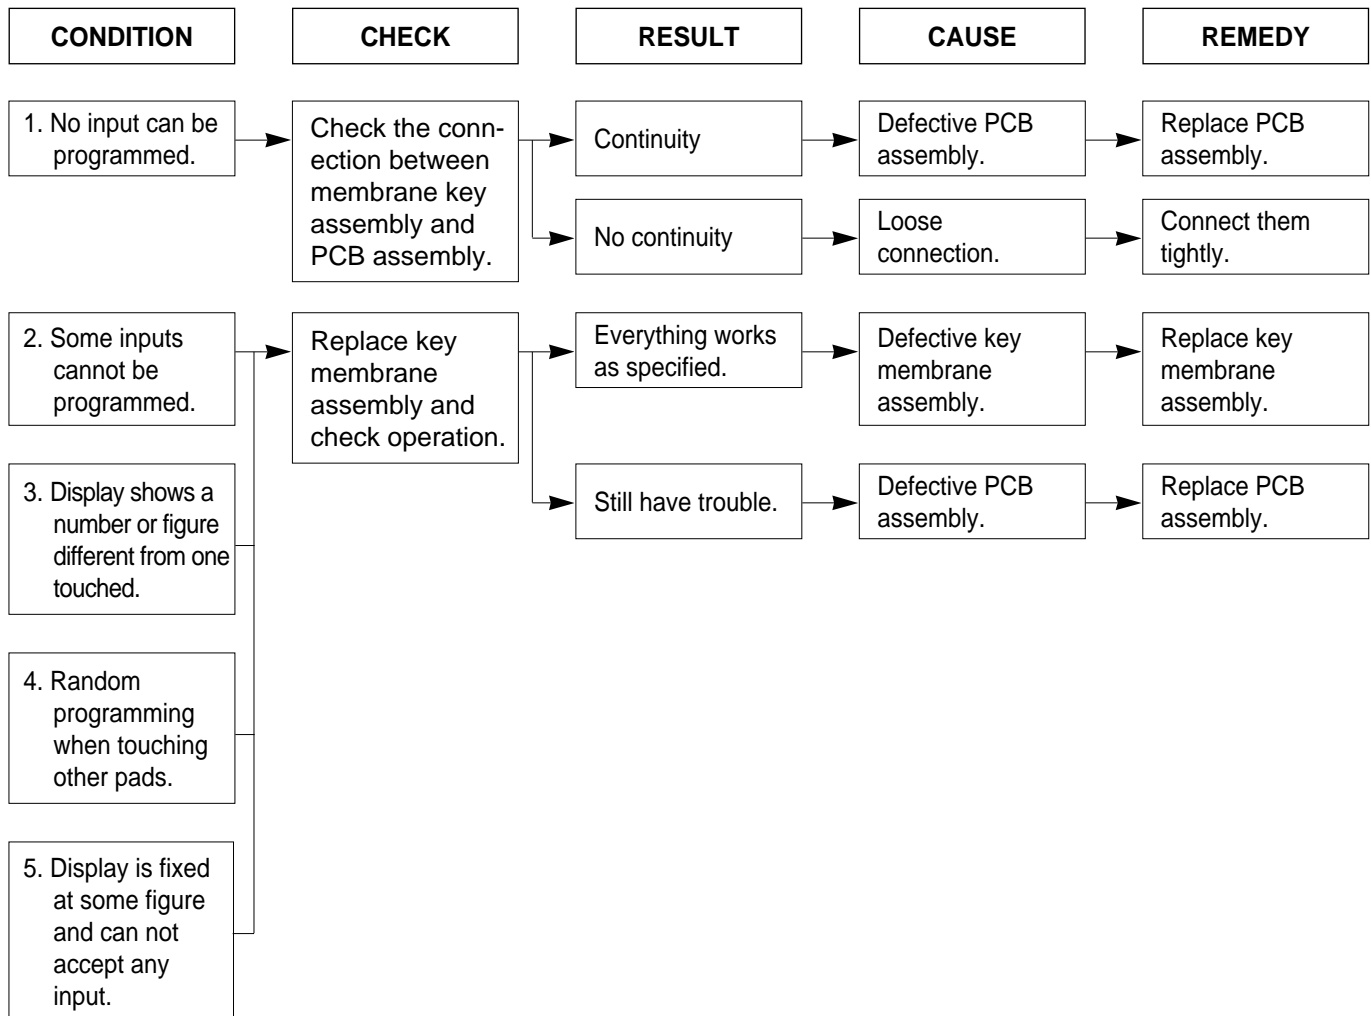 CONDITION
CHECK
RESULT
CAUSE
REMEDY
1. No input can be
programmed.
Check the conn-
ection between
membrane key
assembly and
PCB assembly.
Continuity
Defective PCB
assembly.
Replace PCB
assembly.
No continuity
Loose
connection.
Connect them
tightly.
2. Some inputs
cannot be
programmed.
Replace key
membrane
assembly and
check operation.
Everything works
as specified.
Defective key
membrane
assembly.
Replace key
membrane
assembly.
Still have trouble.
Defective PCB
assembly.
Replace PCB
assembly.
3. Display shows a
number or figure
different from one
touched.
4. Random
programming
when touching
other pads.
5. Display is fixed
at some figure
and can not
accept any
input.